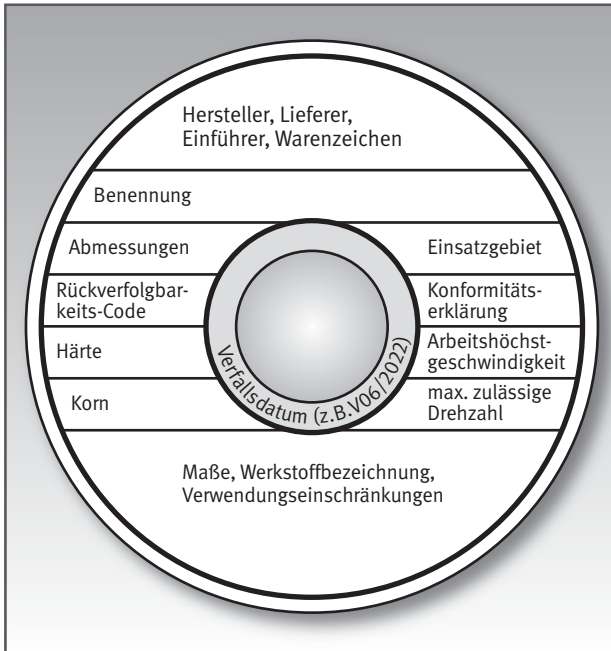 Hersteller, Lieferer,
Einführer, Warenzeichen
Benennung
Abmessungen
Einsatzgebiet
Rückverfolgbar-
keits-Code
Konformitäts-
erklärung
Härte
Arbeitshöchst-
geschwindigkeit
Korn
max. zulässige
Drehzahl
Verfallsdatum (z.B.V06/2022)
Maße, Werkstoffbezeichnung,
Verwendungseinschränkungen